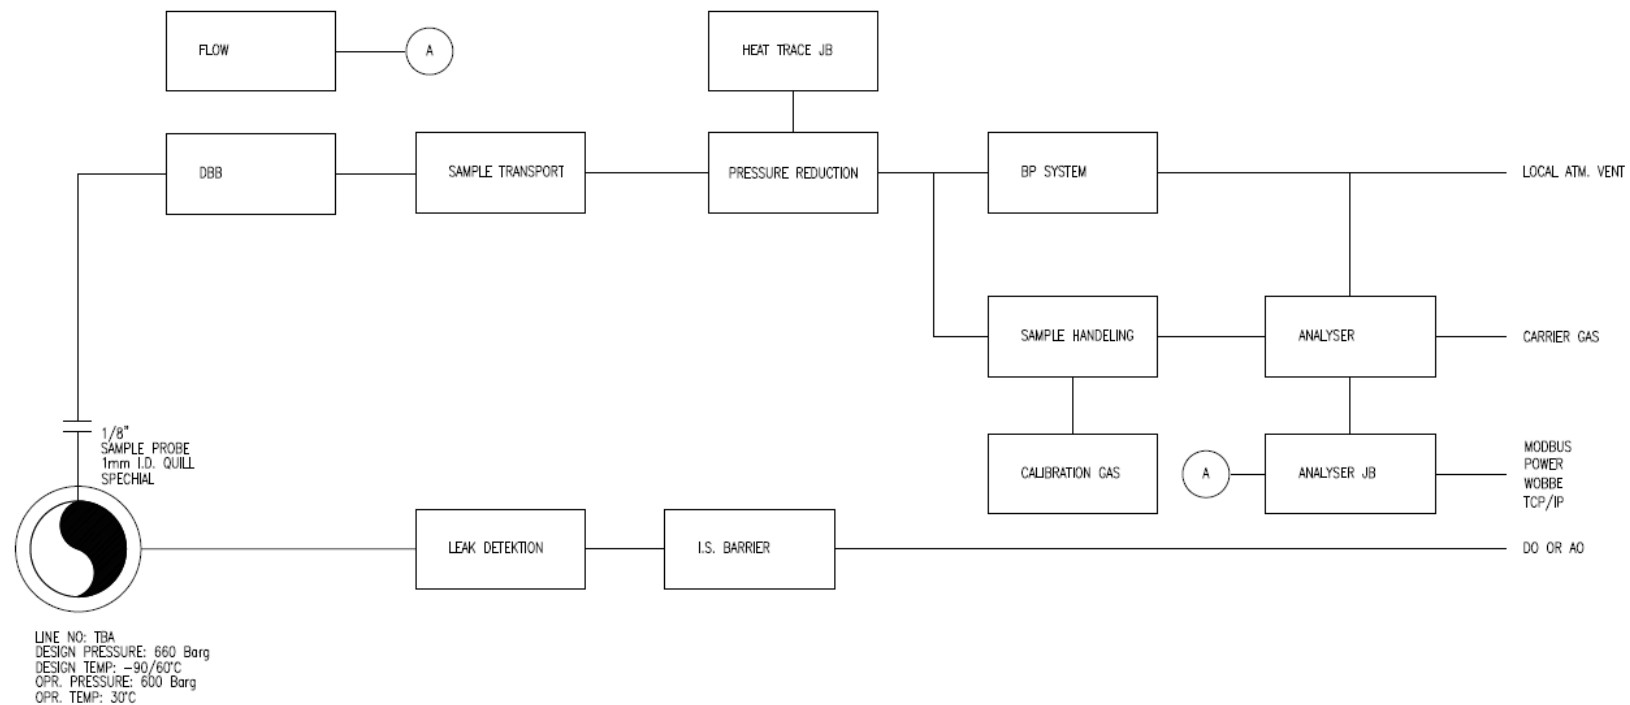 FLOW
A
HEAT TRACE JB
DBB
SAMPLE TRANSPORT
PRESSURE REDUCTION
BP SYSTEM
LOCAL ATM. VENT
SAMPLE HANDELING
ANALYSER
CARRIER GAS
1/8"
SAMPLE PROBE
1mm I.D. QUILL
SPECHIAL
CALIBRATION GAS
A
ANALYSER JB
MODBUS
POWER
WOBBE
TCP/IP
LEAK DETEKTION
I.S. BARRIER
DO OR AO
LINE NO: TBA
DESIGN PRESSURE: 660 Barg
DESIGN TEMP: -90/60°C
OPR. PRESSURE: 600 Barg
OPR. TEMP: 30°C